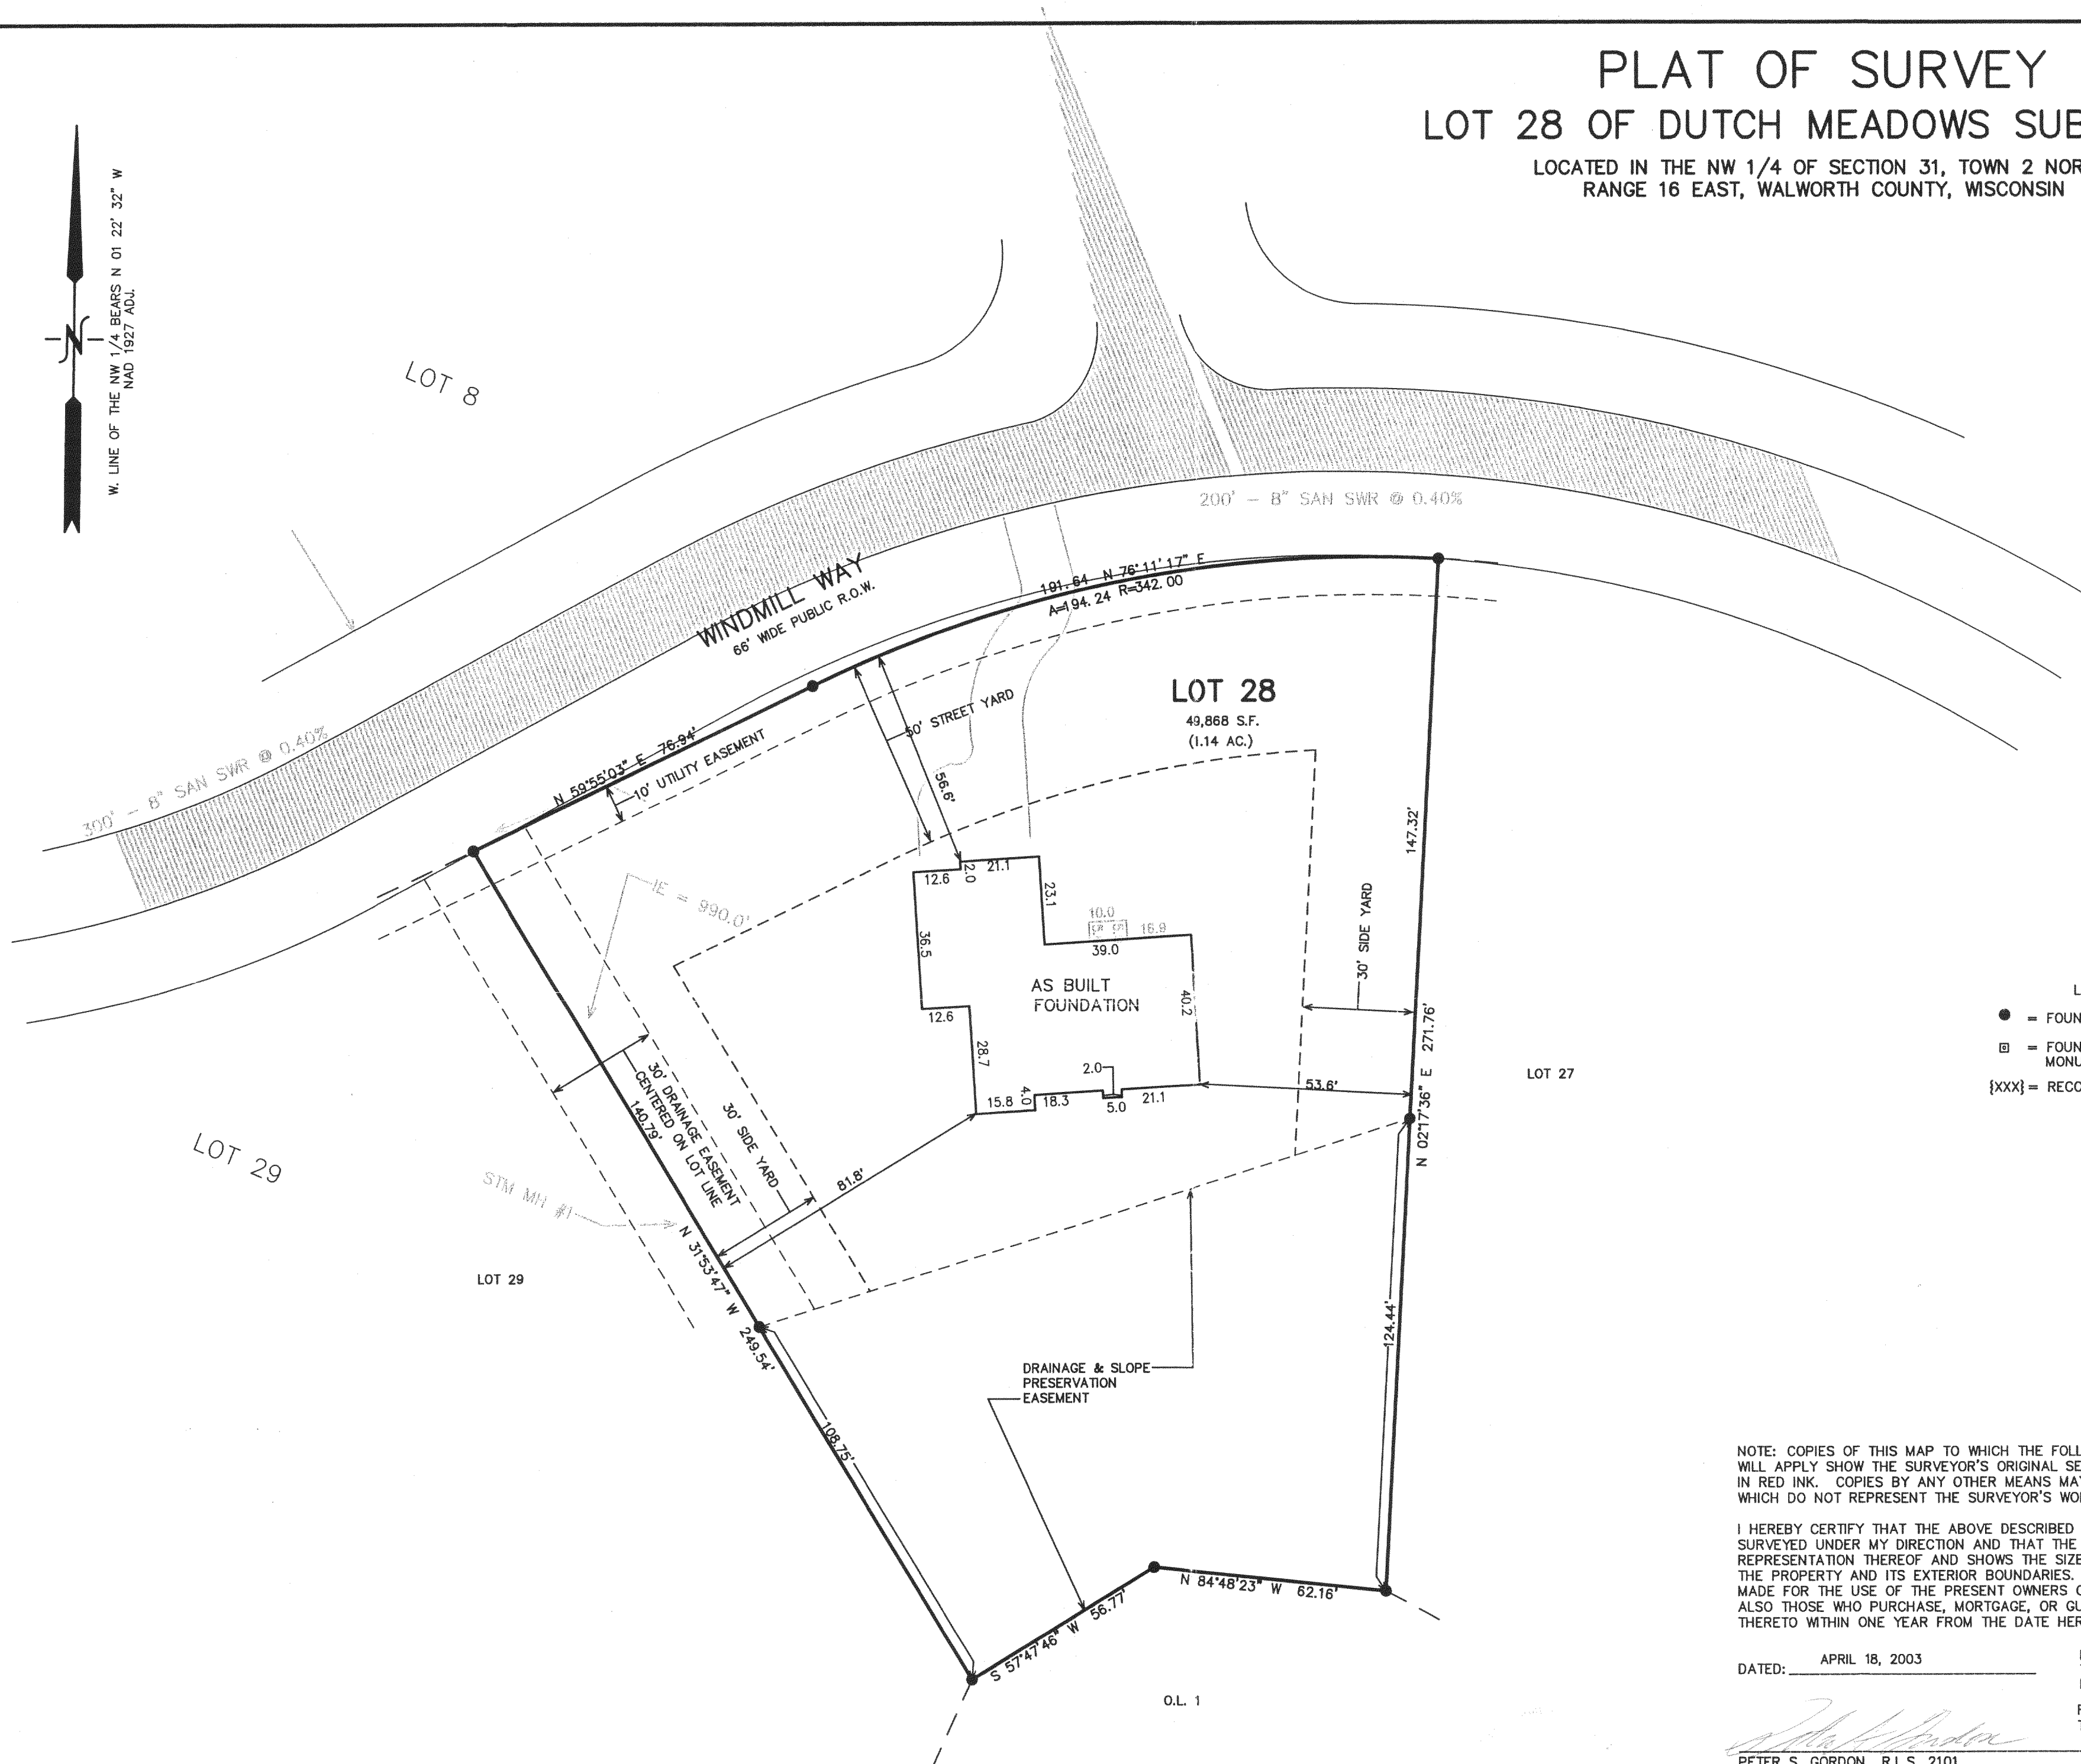 PLAT OF SURVEY
LOT 28 OF DUTCH MEADOWS SUB
LOCATED IN THE NW 1/4 OF SECTION 31, TOWN 2 NOR
RANGE 16 EAST, WALWORTH COUNTY, WISCONSIN
W. LINE OF THE NW 1/4 BEARS N 01 22' 32" W
NAD 1927 ADJ.
N
LOT 8
200' - 8" SAN SWR @ 0.40%
300' - 8" SAN SWR @ 0.40%
WINDMILL WAY
66' WIDE PUBLIC R.O.W.
191.64 N 76°11'17" E
A=194.24 R=342.00
N 59°55'03" E 76.94'
10' UTILITY EASEMENT
50' STREET YARD
56.6'
LOT 28
49,868 S.F.
(1.14 AC.)
147.32'
30' SIDE YARD
IE = 990.0'
12.6
2.0
21.1
23.1
10.0
16.9
39.0
36.5
AS BUILT
FOUNDATION
40.2
12.6
28.7
2.0
15.8
4.0
18.3
5.0
21.1
53.6'
N 02°17'36" E 271.76'
LOT 27
30' DRAINAGE EASEMENT
CENTERED ON LOT LINE
140.79'
30' SIDE YARD
81.8'
LOT 29
STM MH #1
N 31°53'47" W 249.54'
LOT 29
124.44'
DRAINAGE & SLOPE
PRESERVATION
EASEMENT
108.75'
N 84°48'23" W 62.16'
S 57°47'46" W 56.77'
O.L. 1
L
= FOUN
= FOUN
MONU
{XXX}= RECO
NOTE: COPIES OF THIS MAP TO WHICH THE FOLL
WILL APPLY SHOW THE SURVEYOR'S ORIGINAL SE
IN RED INK. COPIES BY ANY OTHER MEANS MA
WHICH DO NOT REPRESENT THE SURVEYOR'S WO
I HEREBY CERTIFY THAT THE ABOVE DESCRIBED
SURVEYED UNDER MY DIRECTION AND THAT THE
REPRESENTATION THEREOF AND SHOWS THE SIZE
THE PROPERTY AND ITS EXTERIOR BOUNDARIES.
MADE FOR THE USE OF THE PRESENT OWNERS O
ALSO THOSE WHO PURCHASE, MORTGAGE, OR GU
THERETO WITHIN ONE YEAR FROM THE DATE HER
DATED: APRIL 18, 2003
PETER S. GORDON R.L.S. 2101